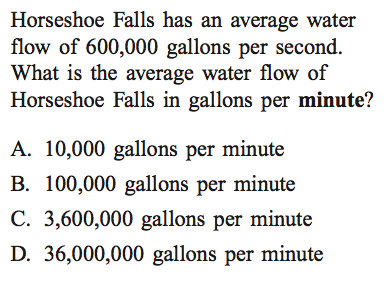 Horseshoe Falls has an average water
flow of 600,000 gallons per second.
What is the average water flow of
Horseshoe Falls in gallons per minute?
A. 10,000 gallons per minute
B. 100,000 gallons per minute
C. 3,600,000 gallons per minute
D. 36,000,000 gallons per minute